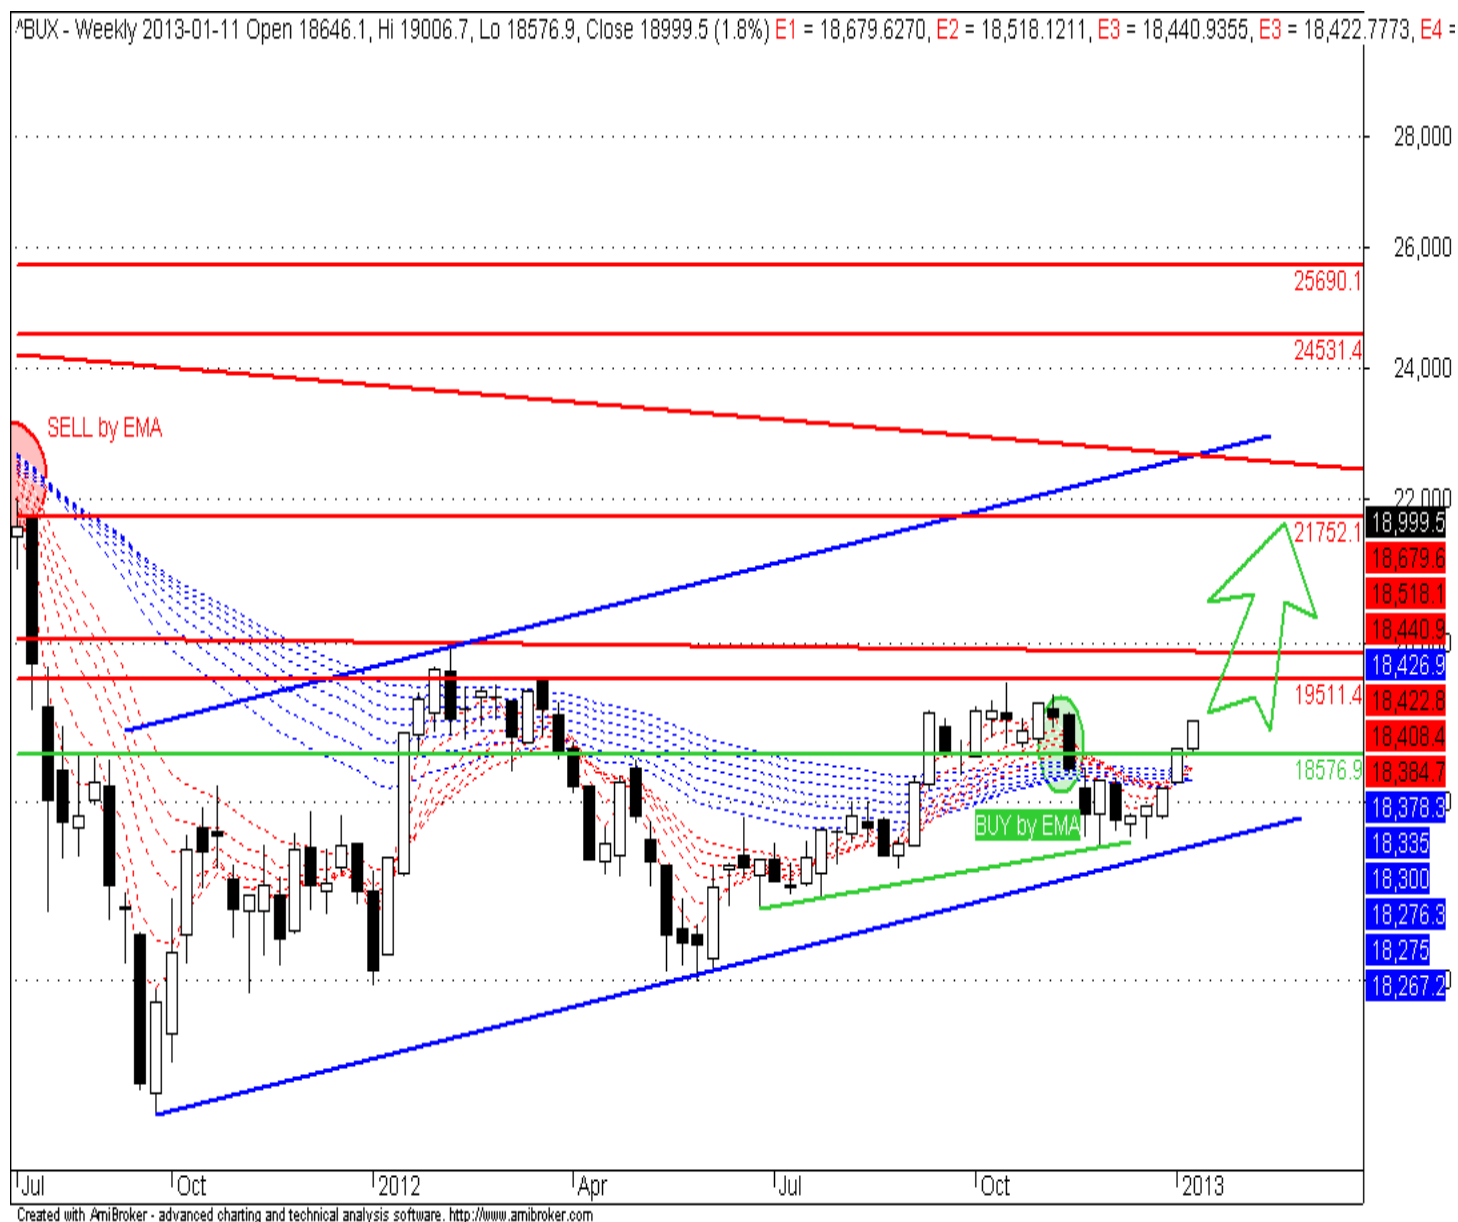 ^BUX - Weekly 2013-01-11 Open 18646.1, Hi 19006.7, Lo 18576.9, Close 18999.5 (1.8%) E1 = 18,679.6270, E2 = 18,518.1211, E3 = 18,440.9355, E3 = 18,422.7773, E4 =
28,000
26,000
25690.1
24531.4
24,000
SELL by EMA
22,000
21752.1
18,999.5
18,679.6
18,518.1
18,440.9
18,426.9
19511.4
18,422.8
18,408.4
18576.9
18,384.7
18,378.3
BUY by EMA
18,335
18,300
18,276.3
18,275
18,267.2
Jul
Oct
2012
Apr
Jul
Oct
2013
Created with AmiBroker - advanced charting and technical analysis software. http://www.amibroker.com